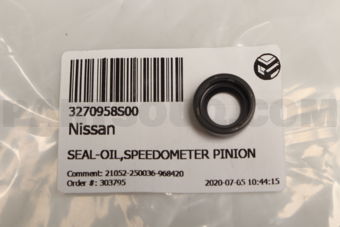 3270958S00
Nissan
SEAL-OIL,SPEEDOMETER PINION
Comment: 21052-250036-968420
Order #: 303795
2020-07-05 10:44:15